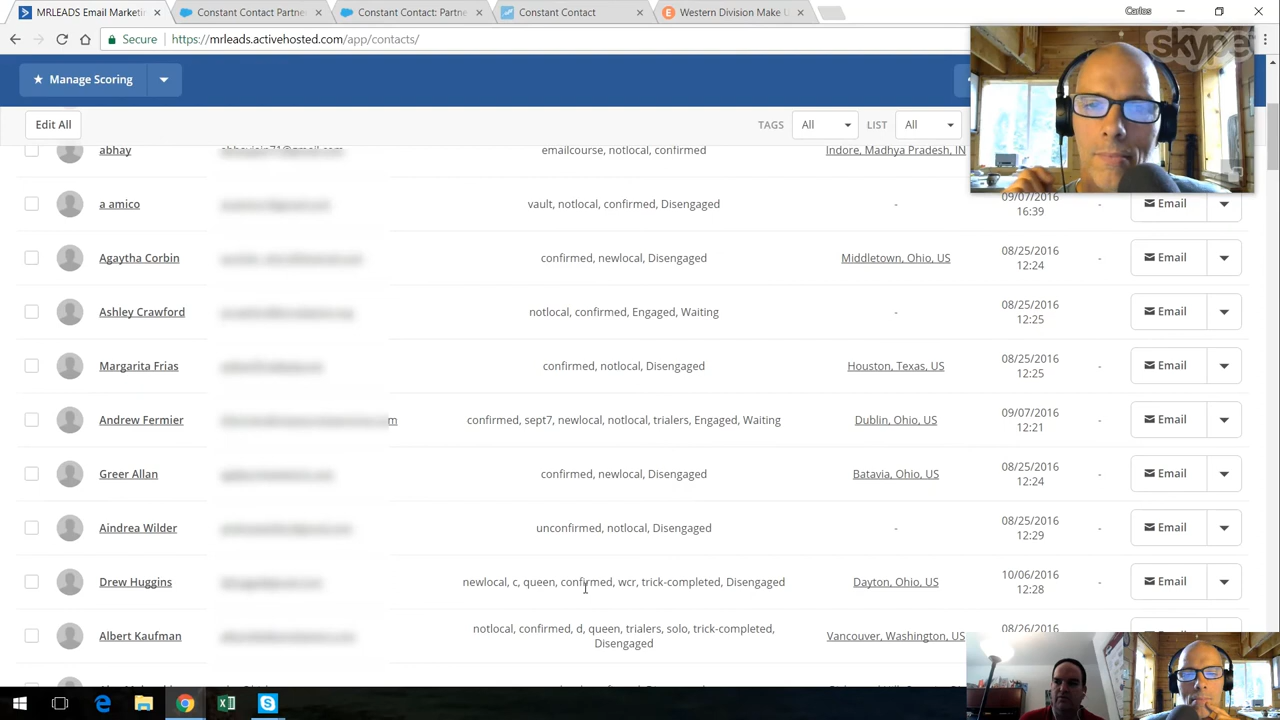 MRLEADS Email Marketi
Constant Contact Partne
Constant Contact: Partne
Constant Contact
Western Division Make U
Carlos
Secure
https://mrleads.activehosted.com/app/contacts/
skype
★ Manage Scoring
Edit All
TAGS All
LIST All
abhay
emailcourse, notlocal, confirmed
Indore, Madhya Pradesh, IN
a amico
vault, notlocal, confirmed, Disengaged
-
09/07/2016
16:39
-
Email
Agaytha Corbin
confirmed, newlocal, Disengaged
Middletown, Ohio, US
08/25/2016
12:24
-
Email
Ashley Crawford
notlocal, confirmed, Engaged, Waiting
-
08/25/2016
12:25
-
Email
Margarita Frias
confirmed, notlocal, Disengaged
Houston, Texas, US
08/25/2016
12:25
-
Email
Andrew Fermier
confirmed, sept7, newlocal, notlocal, trialers, Engaged, Waiting
Dublin, Ohio, US
09/07/2016
12:21
-
Email
Greer Allan
confirmed, newlocal, Disengaged
Batavia, Ohio, US
08/25/2016
12:24
-
Email
Aindrea Wilder
unconfirmed, notlocal, Disengaged
-
08/25/2016
12:29
-
Email
Drew Huggins
newlocal, c, queen, confirmed, wcr, trick-completed, Disengaged
Dayton, Ohio, US
10/06/2016
12:28
-
Email
Albert Kaufman
notlocal, confirmed, d, queen, trialers, solo, trick-completed,
Disengaged
Vancouver, Washington, US
08/26/2016